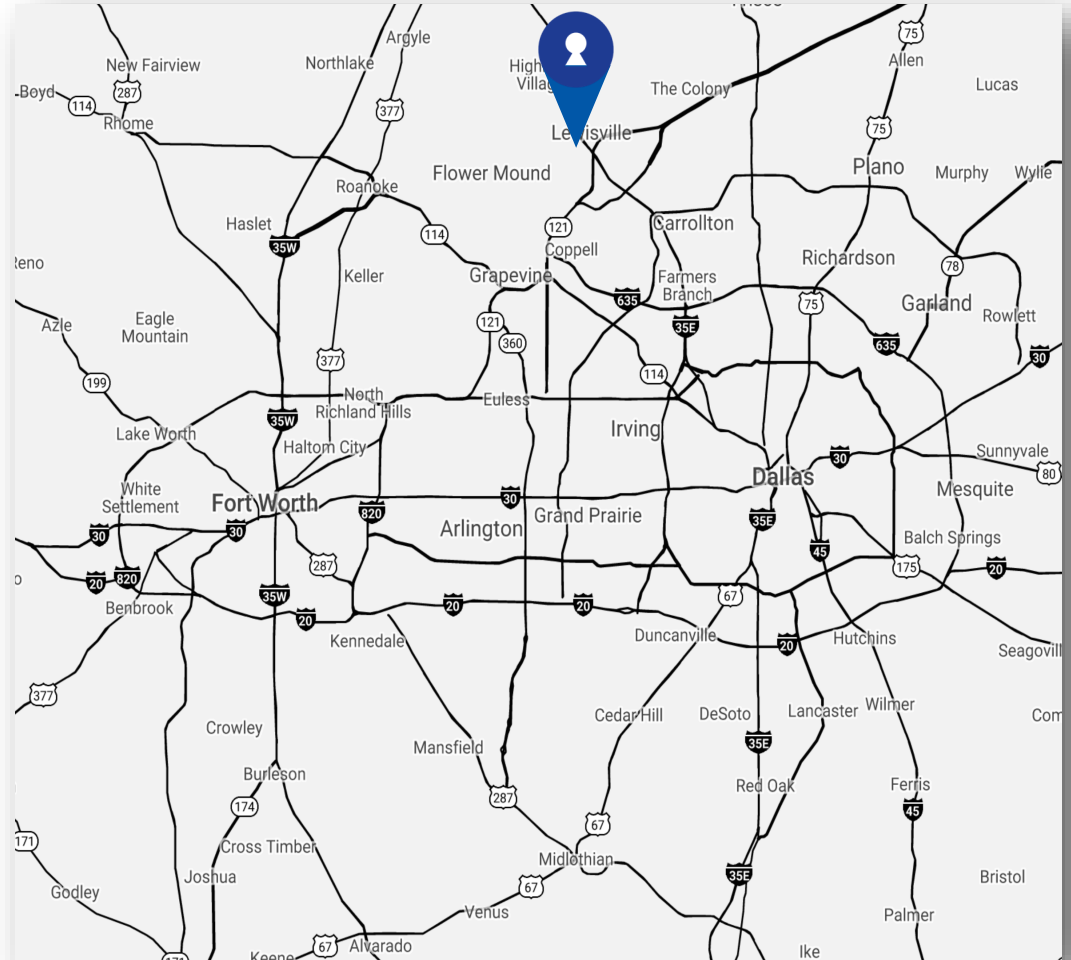 Argyle
75
New Fairview
Northlake
High
Villag
Allen
The Colony
Lucas
287
Boyd
114
377
Rhome
75
Lewisville
Plano
Flower Mound
Murphy
Wylie
Roanoke
Haslet
121
Carrollton
114
35W
Coppell
Richardson
78
Keller
Grapevine
Farmers
Branch
635
75
Garland
Azle
Eagle
Mountain
121
35E
Rowlett
360
635
30
377
114
199
North
Richland Hills
Euless
35W
Irving
Lake Worth
Haltom City
30
Sunnyvale
80
Dallas
White
Settlement
Fort Worth
30
Mesquite
820
Grand Prairie
35E
Arlington
30
30
Balch Springs
45
287
175
20
820
20
35W
67
Benbrook
20
20
20
Duncanville
Hutchins
Kennedale
20
Seagovill
377
Cedar Hill
DeSoto
Lancaster
Wilmer
Com
Crowley
35E
Mansfield
Burleson
Red Oak
Ferris
287
174
45
67
171
Cross Timber
Midlothian
Joshua
35E
Bristol
Godley
67
Venus
Palmer
67
Alvarado
Ike
Keene
171